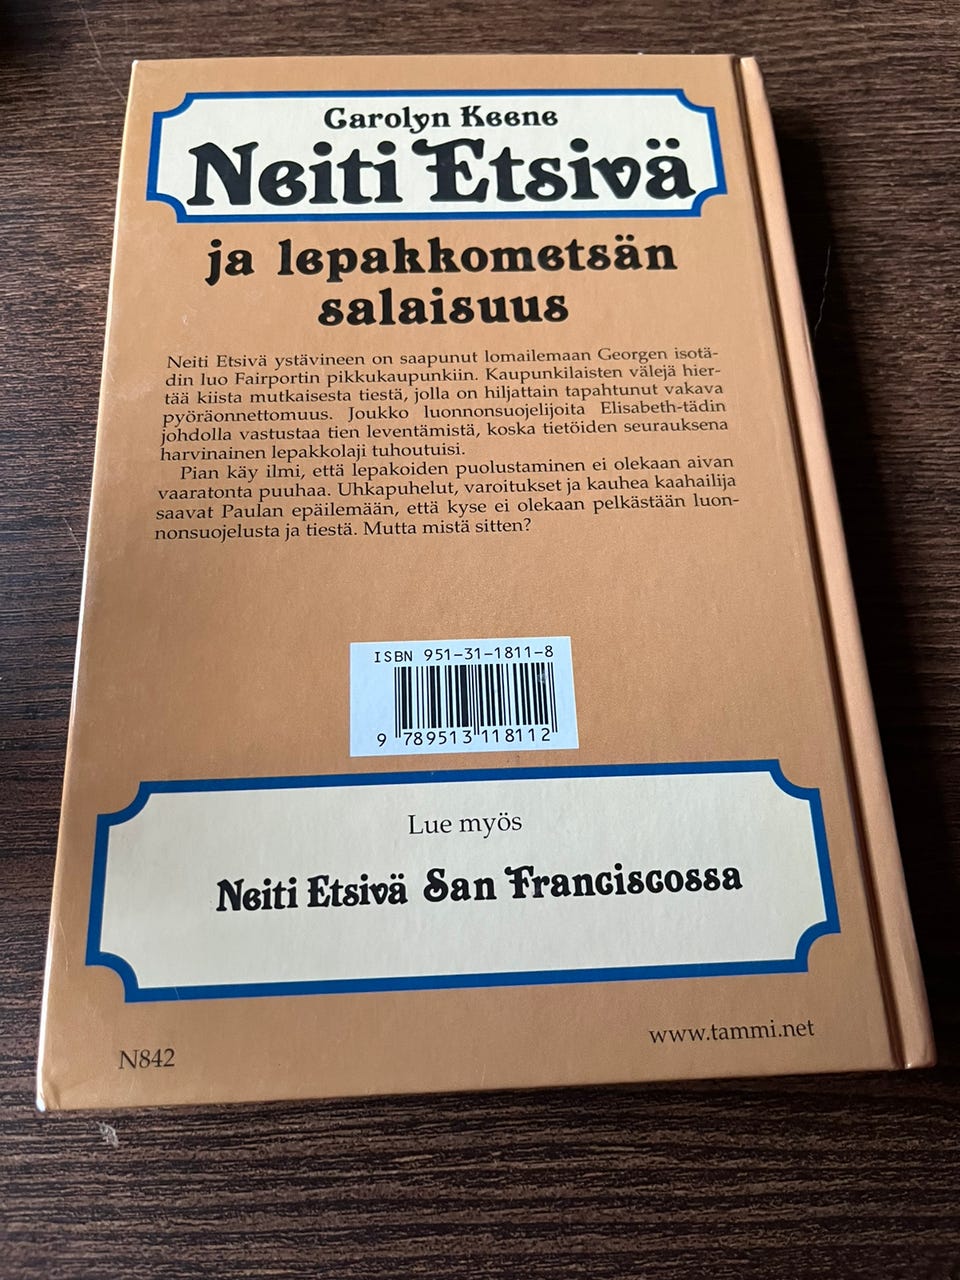 Carolyn Keene
Neiti Etsivä
ja lepakkometsän
salaisuus
Neiti Etsivä ystävineen on saapunut lomailemaan Georgen isotä-
din luo Fairportin pikkukaupunkiin. Kaupunkilaisten välejä hier-
tää kiista mutkaisesta tiestä, jolla on hiljattain tapahtunut vakava
pyöräonnettomuus. Joukko luonnonsuojelijoita Elisabeth-tädin
johdolla vastustaa tien leventämistä, koska tietöiden seurauksena
harvinainen lepakkolaji tuhoutuisi.
Pian käy ilmi, että lepakoiden puolustaminen ei olekaan aivan
vaaratonta puuhaa. Uhkapuhelut, varoitukset ja kauhea kaahailija
saavat Paulan epäilemään, että kyse ei olekaan pelkästään luon-
nonsuojelusta ja tiestä. Mutta mistä sitten?
ISBN 951-31-1811-8
9 789513 118112
Lue myös
Neiti Etsivä San Franciscossa
www.tammi.net
N842